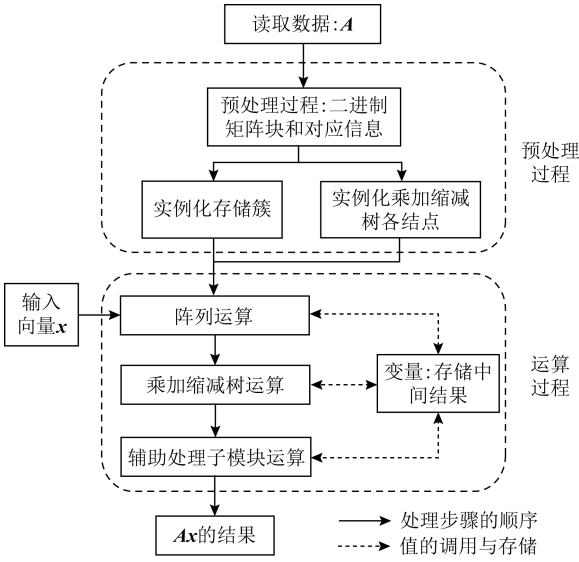 读取数据:A
预处理过程:二进制
矩阵块和对应信息
预处理
过程
实例化存储簇
实例化乘加缩减
树各结点
输入
向量x
阵列运算
乘加缩减树运算
变量:存储中
间结果
运算
过程
辅助处理子模块运算
Ax的结果
处理步骤的顺序
值的调用与存储